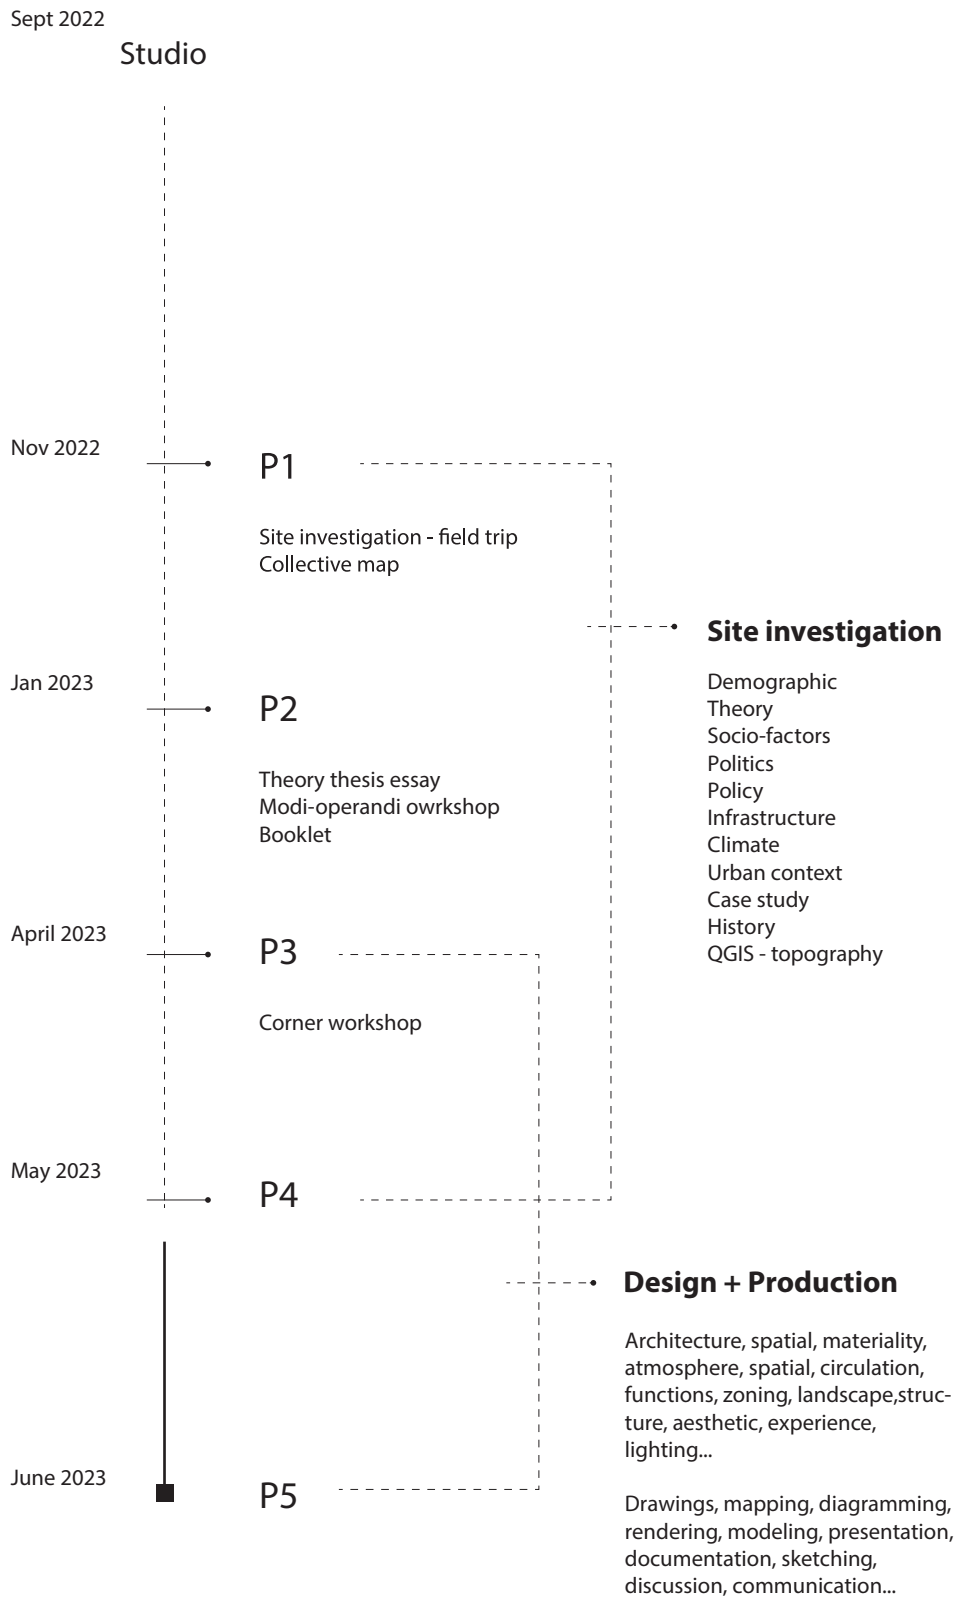 Sept 2022
Studio
Nov 2022
P1
Site investigation - field trip
Collective map
Site investigation
Demographic
Theory
Socio-factors
Politics
Policy
Infrastructure
Climate
Urban context
Case study
History
QGIS - topography
Jan 2023
P2
Theory thesis essay
Modi-operandi owrkshop
Booklet
April 2023
P3
Corner workshop
May 2023
P4
Design + Production
Architecture, spatial, materiality,
atmosphere, spatial, circulation,
functions, zoning, landscape,struc-
ture, aesthetic, experience,
lighting...
Drawings, mapping, diagramming,
rendering, modeling, presentation,
documentation, sketching,
discussion, communication...
June 2023
P5